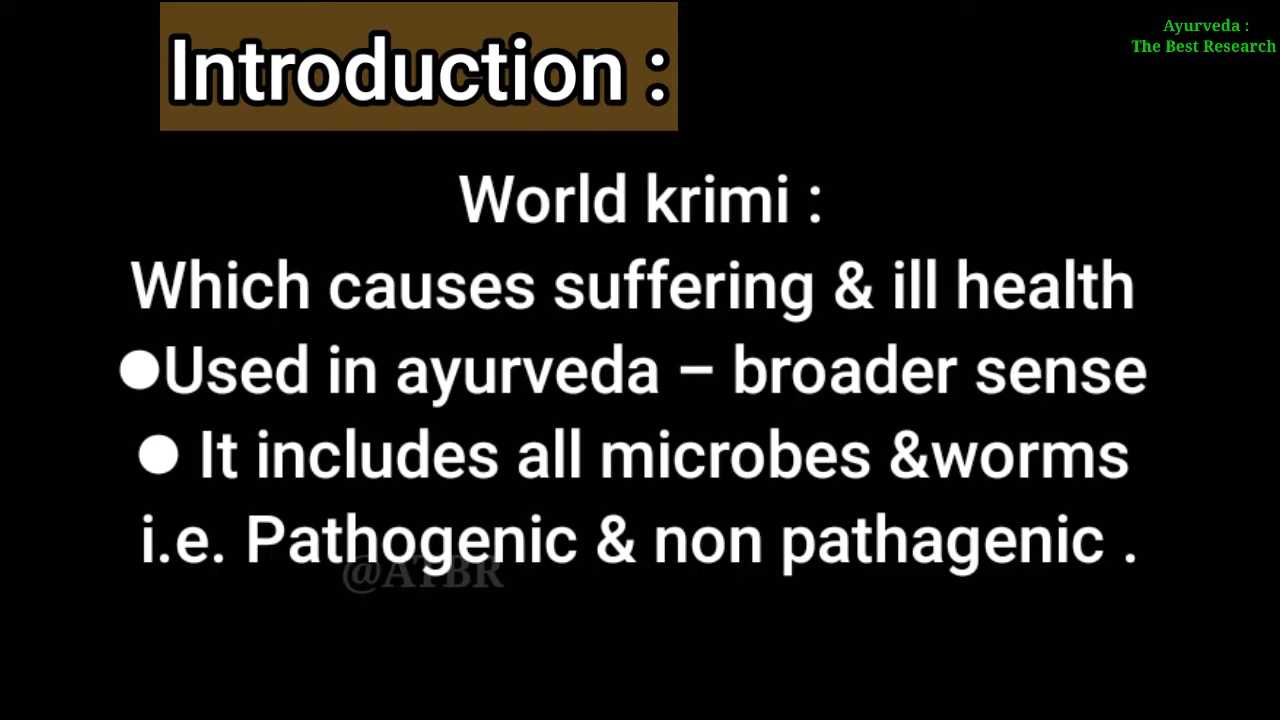 Introduction :
Ayurveda :
The Best Research
World krimi :
Which causes suffering & ill health
●Used in ayurveda – broader sense
● It includes all microbes &worms
i.e. Pathogenic & non pathagenic .
@ATBR